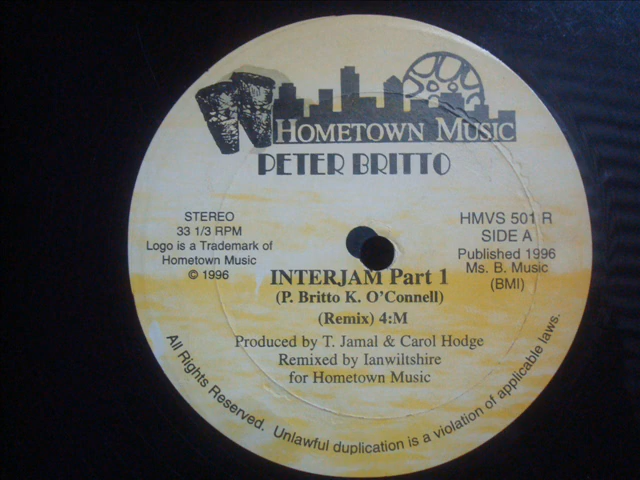 HOMETOWN MUSIC
PETER BRITTO
STEREO
33 1/3 RPM
Logo is a Trademark of
Hometown Music
© 1996
HMVS 501 R
SIDE A
Published 1996
Ms. B. Music
(BMI)
INTERJAM Part 1
(P. Britto K. O'Connell)
(Remix) 4:M
Produced by T. Jamal & Carol Hodge
Remixed by Ianwiltshire
for Hometown Music
All Rights Reserved. Unlawful duplication is a violation of applicable laws.